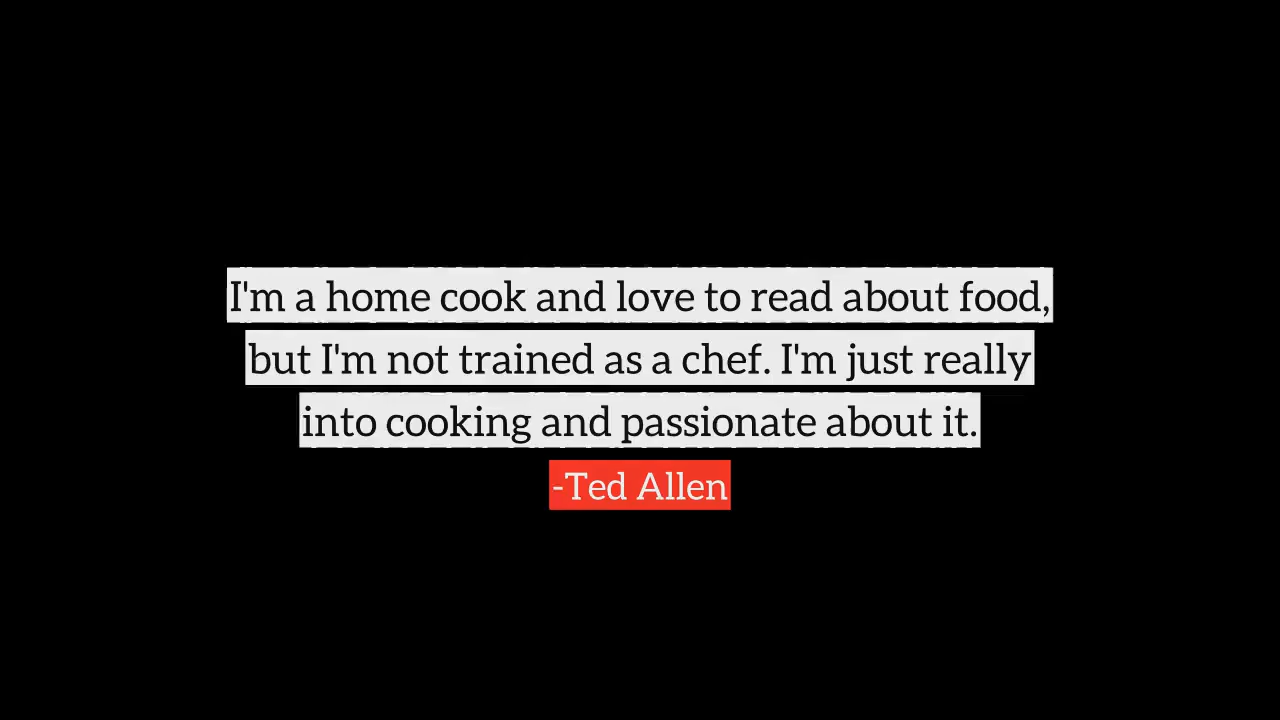 I'm a home cook and love to read about food,
but I'm not trained as a chef. I'm just really
into cooking and passionate about it.
-Ted Allen